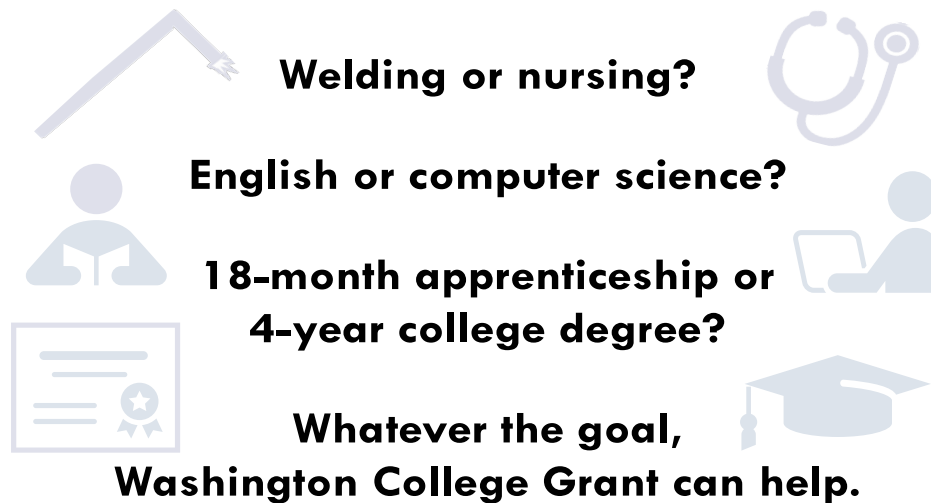 Welding or nursing?
English or computer science?
18-month apprenticeship or
4-year college degree?
Whatever the goal,
Washington College Grant can help.